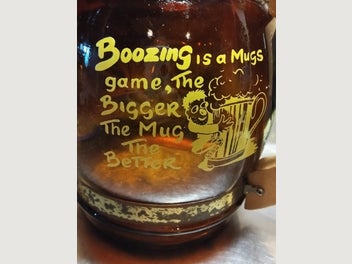 Boozing is a Mugs
game, The
Bigger
The Mug
The
Better